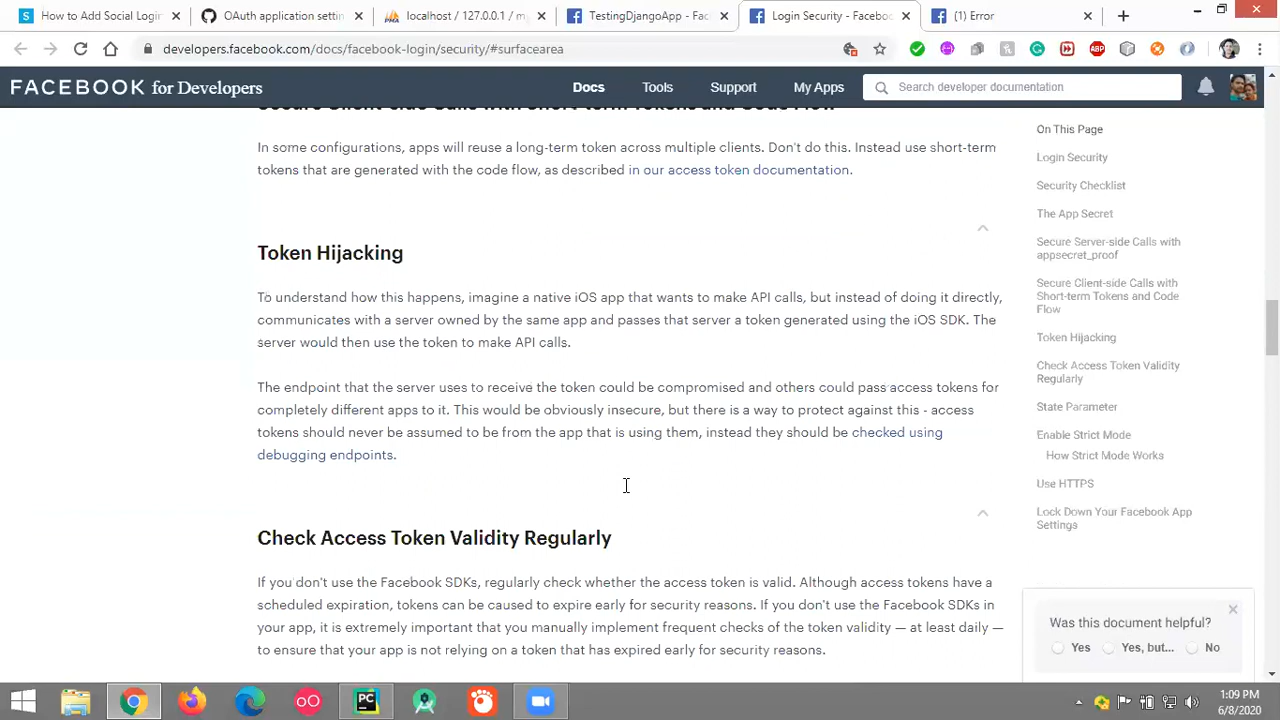 How to Add Social Login
OAuth application setti
localhost / 127.0.0.1 / m
TestingDjangoApp - Fac
Login Security - Facebo
(1) Error
developers.facebook.com/docs/facebook-login/security/#surfacearea
FACEBOOK for Developers
Docs
Tools
Support
My Apps
Search developer documentation
Secure Client-side Calls with Short-term Tokens and Code Flow
In some configurations, apps will reuse a long-term token across multiple clients. Don't do this. Instead use short-term
tokens that are generated with the code flow, as described in our access token documentation.
Token Hijacking
To understand how this happens, imagine a native iOS app that wants to make API calls, but instead of doing it directly,
communicates with a server owned by the same app and passes that server a token generated using the iOS SDK. The
server would then use the token to make API calls.
The endpoint that the server uses to receive the token could be compromised and others could pass access tokens for
completely different apps to it. This would be obviously insecure, but there is a way to protect against this - access
tokens should never be assumed to be from the app that is using them, instead they should be checked using
debugging endpoints.
Check Access Token Validity Regularly
If you don't use the Facebook SDKs, regularly check whether the access token is valid. Although access tokens have a
scheduled expiration, tokens can be caused to expire early for security reasons. If you don't use the Facebook SDKs in
your app, it is extremely important that you manually implement frequent checks of the token validity — at least daily —
to ensure that your app is not relying on a token that has expired early for security reasons.
On This Page
Login Security
Security Checklist
The App Secret
Secure Server-side Calls with
appsecret_proof
Secure Client-side Calls with
Short-term Tokens and Code
Flow
Token Hijacking
Check Access Token Validity
Regularly
State Parameter
Enable Strict Mode
How Strict Mode Works
Use HTTPS
Lock Down Your Facebook App
Settings
Was this document helpful?
Yes
Yes, but...
No
ABP
PC
1:09 PM
6/8/2020